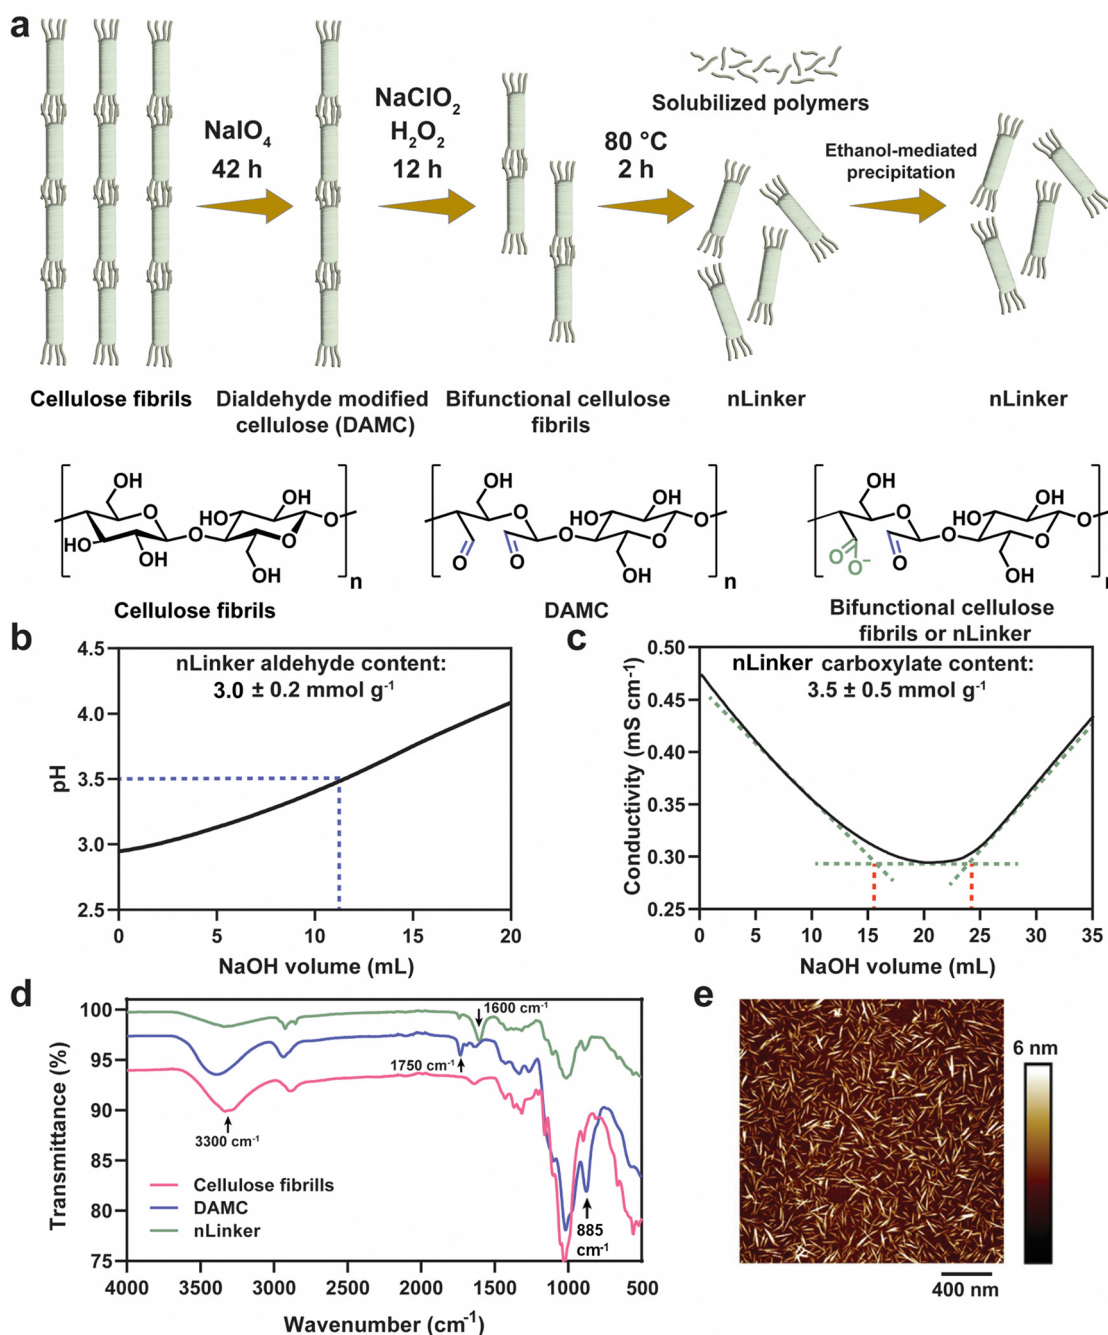 a
NaIO4
42 h
NaClO2
H2O2
12 h
80 °C
2 h
Solubilized polymers
Ethanol-mediated
precipitation
Cellulose fibrils
Dialdehyde modified
cellulose (DAMC)
Bifunctional cellulose
fibrils
nLinker
nLinker
OH
O
HO
OH
O
OH
HO
OH
O
O
n
Cellulose fibrils
OH
O
O
O
O
OH
HO
OH
O
O
n
DAMC
OH
O
O
O⁻
O
O
OH
HO
OH
O
O
n
Bifunctional cellulose
fibrils or nLinker
b
nLinker aldehyde content:
3.0 ± 0.2 mmol g⁻¹
pH
4.5
4.0
3.5
3.0
2.5
0 5 10 15 20
NaOH volume (mL)
c
nLinker carboxylate content:
3.5 ± 0.5 mmol g⁻¹
Conductivity (mS cm⁻¹)
0.50
0.45
0.40
0.35
0.30
0.25
0 5 10 15 20 25 30 35
NaOH volume (mL)
d
Transmittance (%)
100
95
90
85
80
75
1600 cm⁻¹
1750 cm⁻¹
3300 cm⁻¹
885
cm⁻¹
Cellulose fibrills
DAMC
nLinker
4000 3500 3000 2500 2000 1500 1000 500
Wavenumber (cm⁻¹)
e
6 nm
400 nm